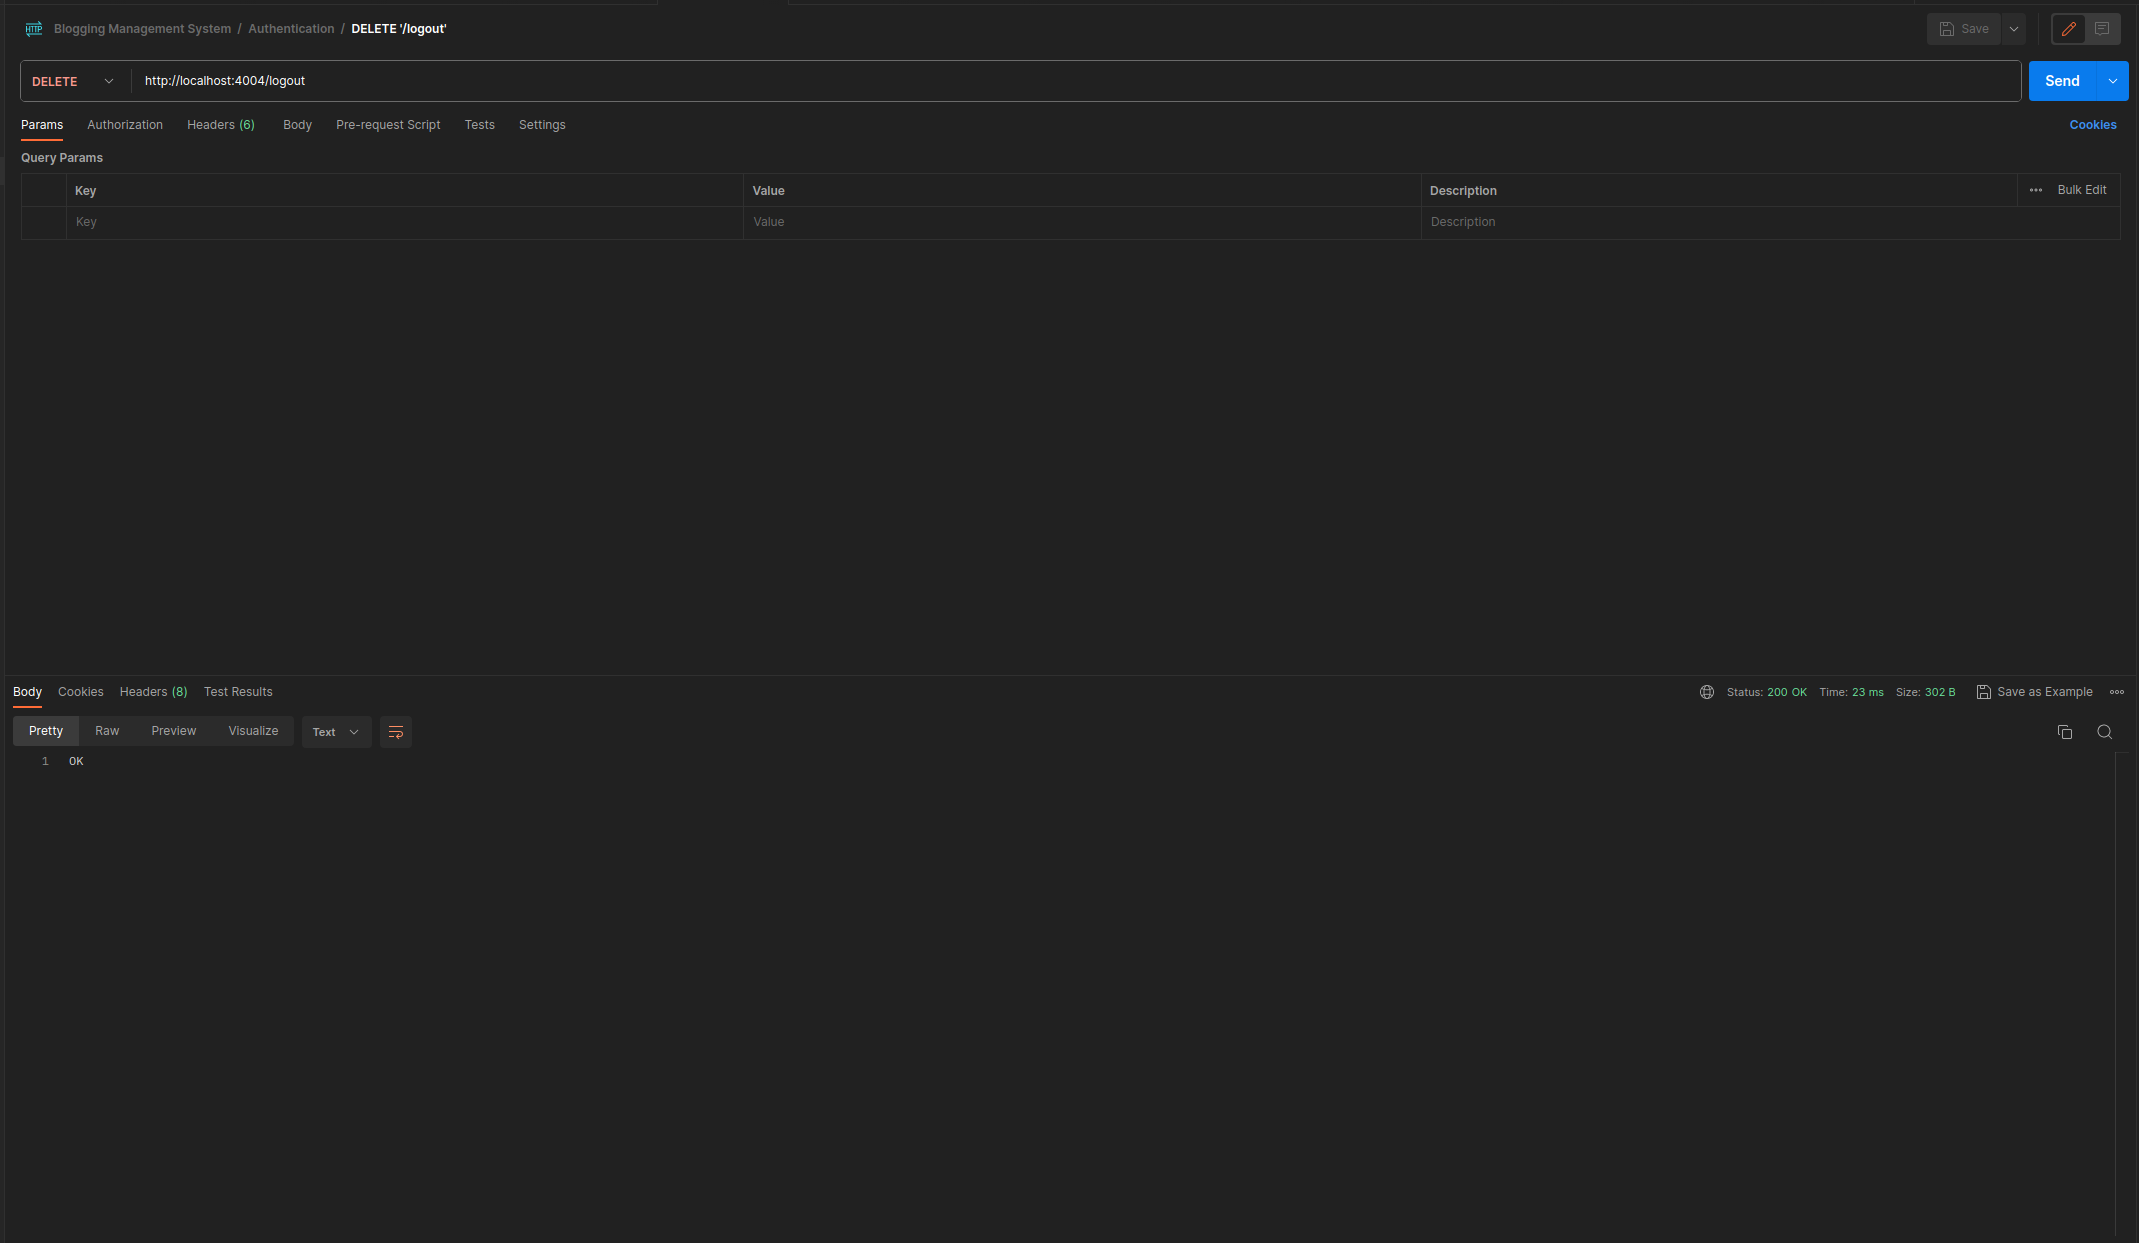 HTTP Blogging Management System / Authentication / DELETE '/logout'
Save
DELETE http://localhost:4004/logout
Send
Params Authorization Headers (6) Body Pre-request Script Tests Settings Cookies
Query Params
Key Value Description Bulk Edit
Key Value Description
Body Cookies Headers (8) Test Results Status: 200 OK Time: 23 ms Size: 302 B Save as Example
Pretty Raw Preview Visualize Text
1 OK